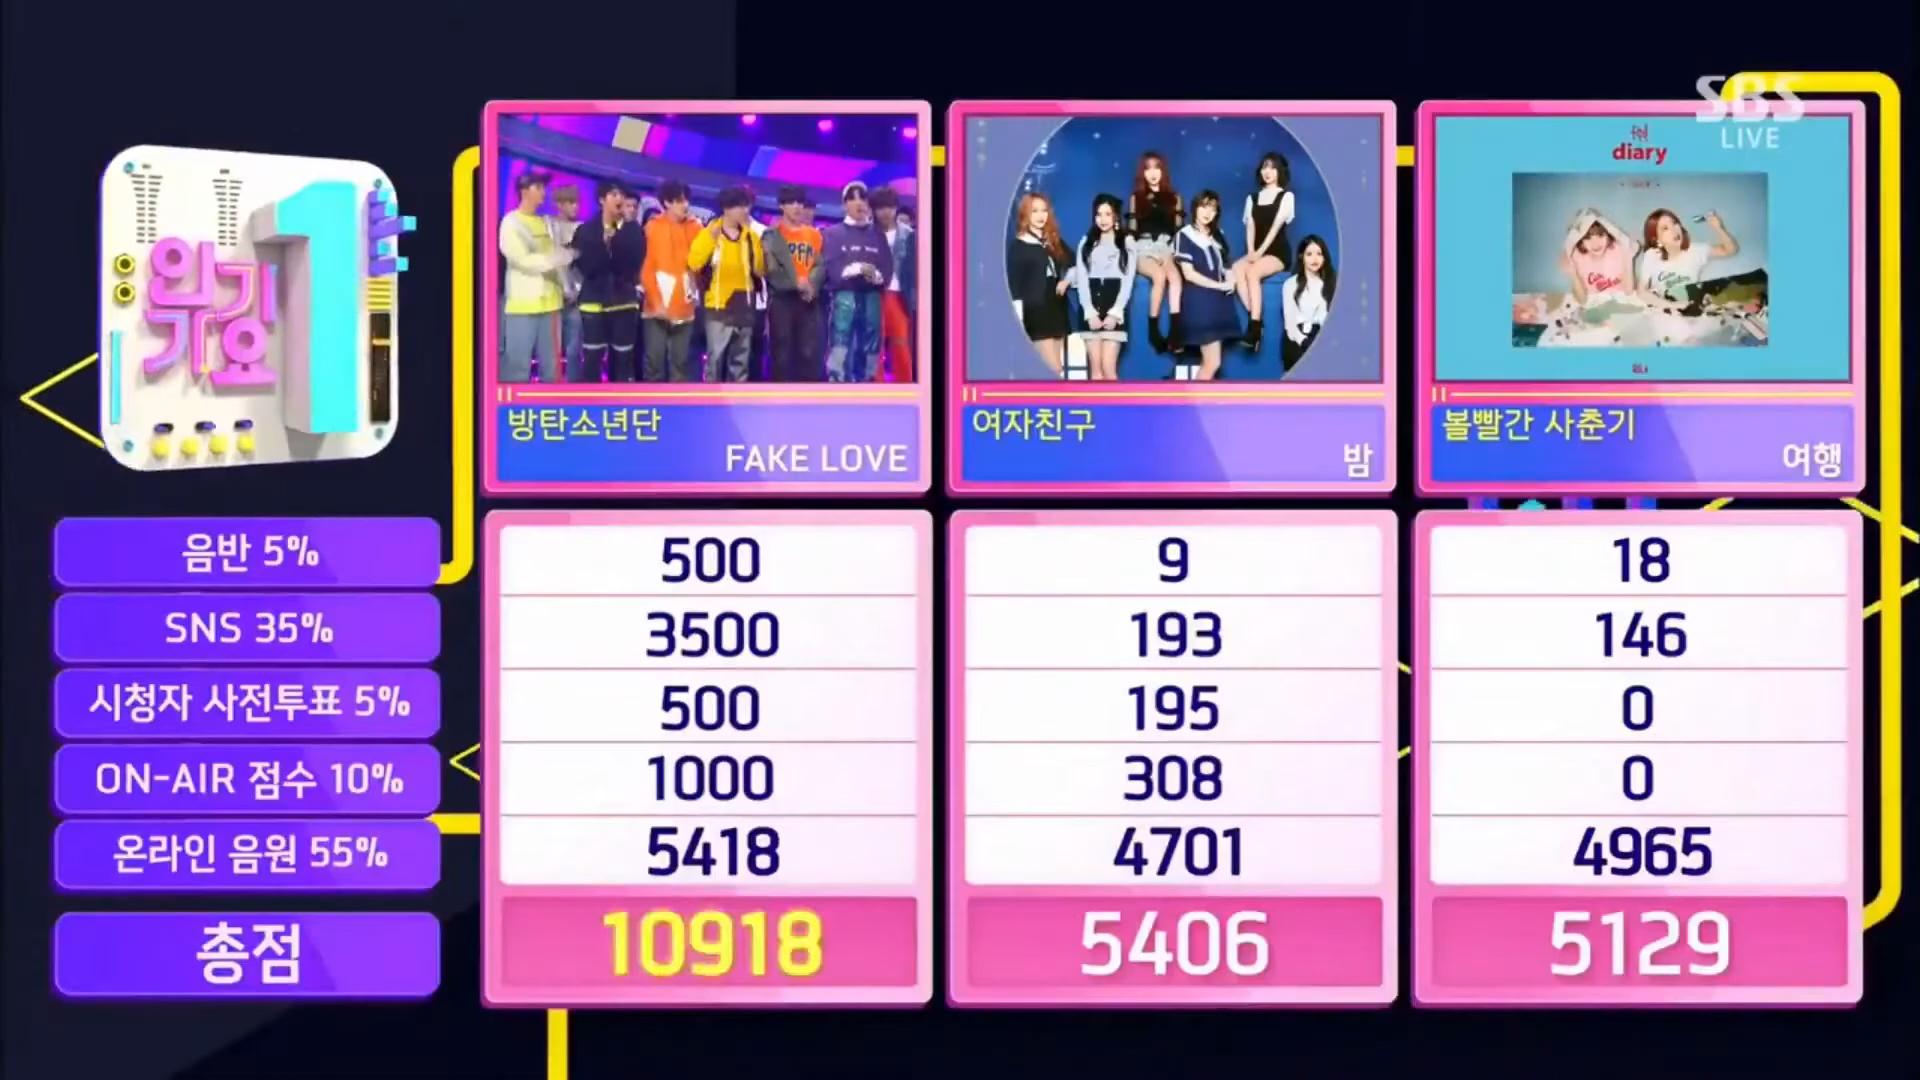 SBS
LIVE
인기가요 1
diary
방탄소년단
FAKE LOVE
여자친구
밤
볼빨간 사춘기
여행
음반 5%
500
9
18
SNS 35%
3500
193
146
시청자 사전투표 5%
500
195
0
ON-AIR 점수 10%
1000
308
0
온라인 음원 55%
5418
4701
4965
총점
10918
5406
5129